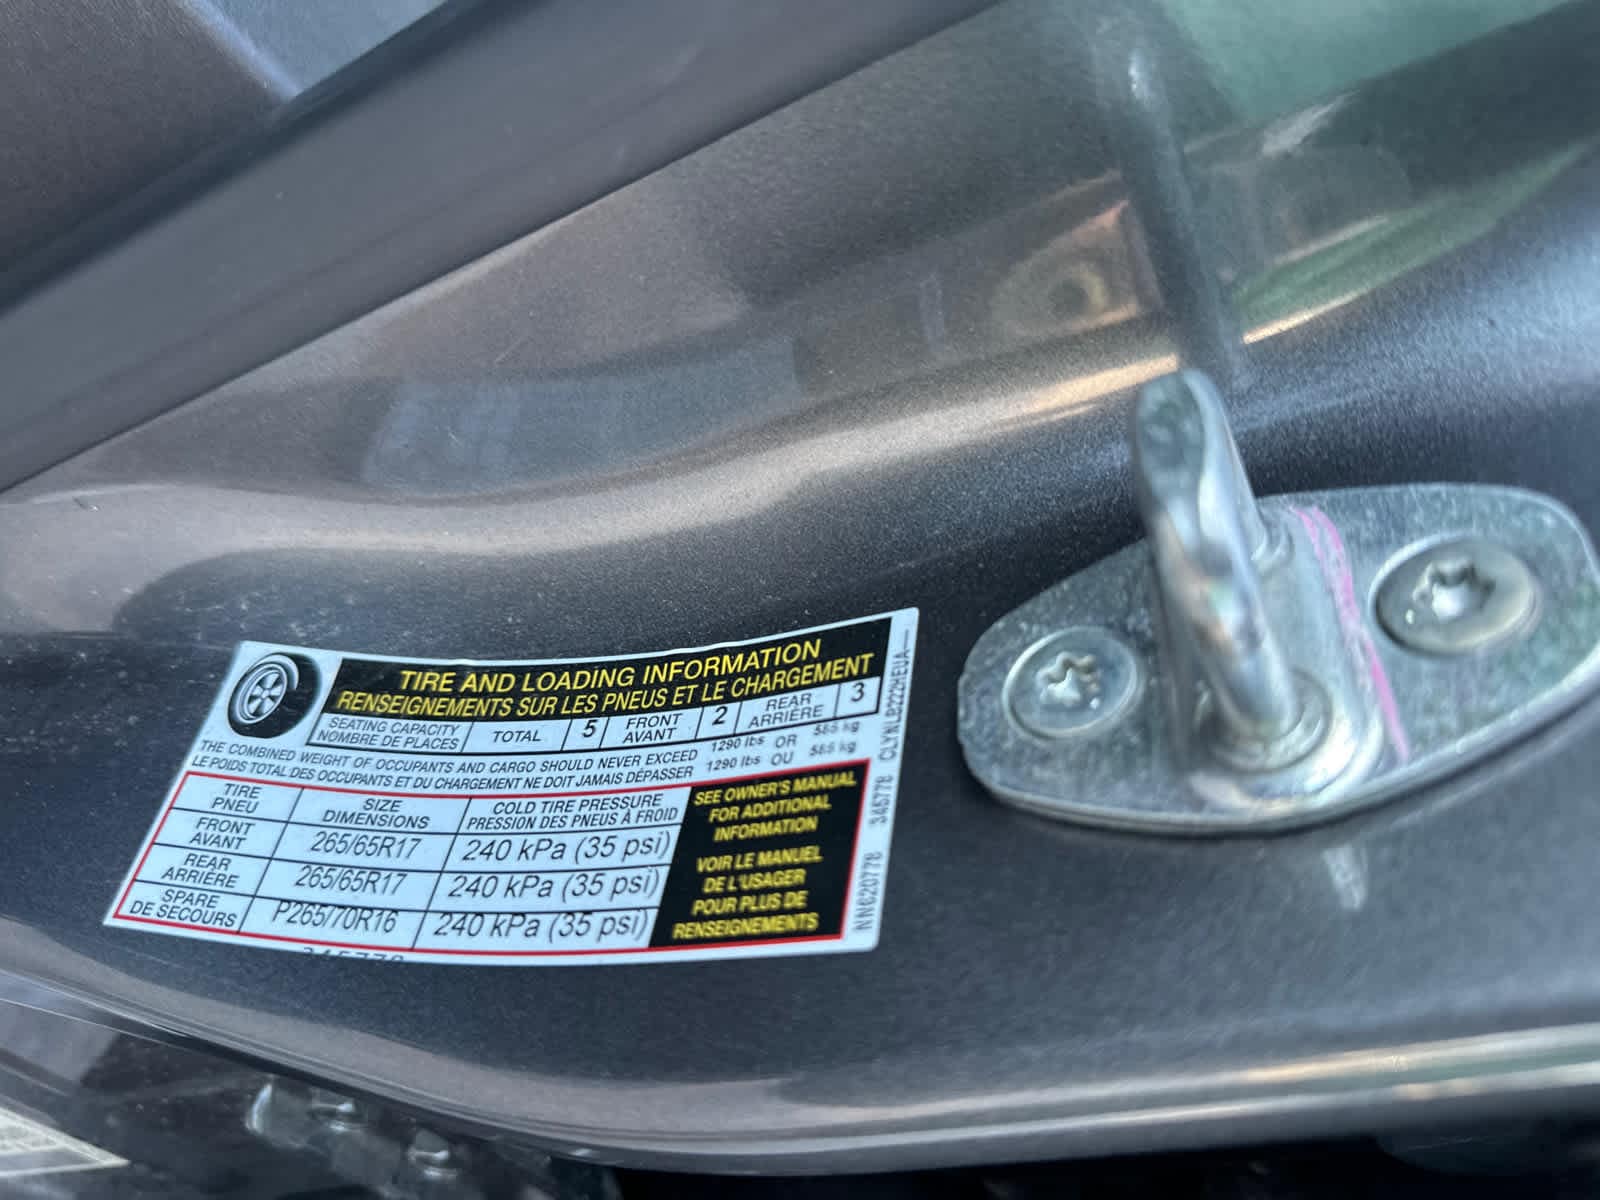 TIRE AND LOADING INFORMATION
RENSEIGNEMENTS SUR LES PNEUS ET LE CHARGEMENT
SEATING CAPACITY
NOMBRE DE PLACES
TOTAL 5
FRONT
AVANT
2
REAR
ARRIÈRE
3
THE COMBINED WEIGHT OF OCCUPANTS AND CARGO SHOULD NEVER EXCEED 1290 lbs OR 585 kg
LE POIDS TOTAL DES OCCUPANTS ET DU CHARGEMENT NE DOIT JAMAIS DÉPASSER 1290 lbs OU 585 kg
TIRE
PNEU
SIZE
DIMENSIONS
COLD TIRE PRESSURE
PRESSION DES PNEUS À FROID
FRONT
AVANT
265/65R17
240 kPa (35 psi)
REAR
ARRIÈRE
265/65R17
240 kPa (35 psi)
SPARE
DE SECOURS
P265/70R16
240 kPa (35 psi)
SEE OWNER'S MANUAL
FOR ADDITIONAL
INFORMATION
VOIR LE MANUEL
DE L'USAGER
POUR PLUS DE
RENSEIGNEMENTS
345778